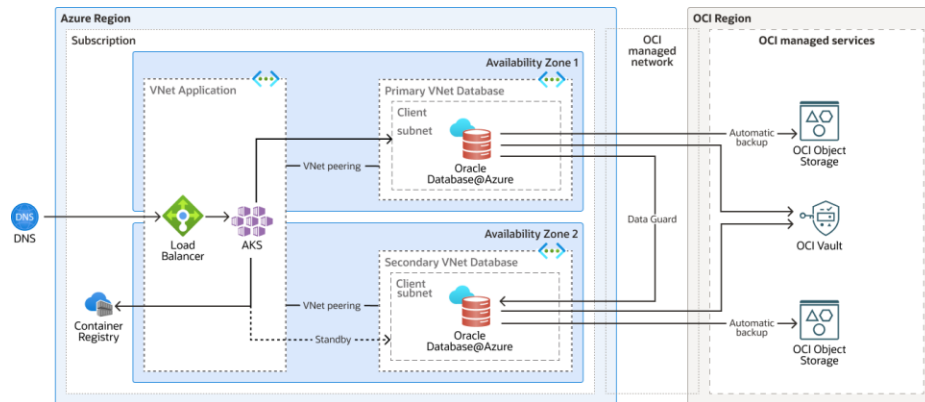 Azure Region
OCI Region
Subscription
OCI
managed
network
OCI managed services
Availability Zone 1
VNet Application
Primary VNet Database
Client
subnet
Oracle
Database@Azure
VNet peering
Automatic
backup
OCI Object
Storage
DNS
DNS
Load
Balancer
AKS
Data Guard
OCI Vault
Availability Zone 2
Secondary VNet Database
Client
subnet
Oracle
Database@Azure
VNet peering
Standby
Container
Registry
Automatic
backup
OCI Object
Storage